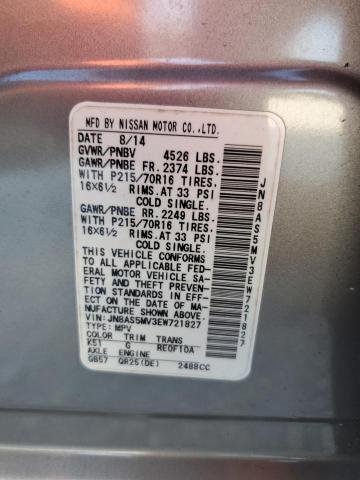 MFD BY NISSAN MOTOR CO.,LTD.
DATE 8/14
GVWR/PNBV 4526 LBS.
GAWR/PNBE FR. 2374 LBS.
WITH P215/70R16 TIRES,
16X6½ RIMS.AT 33 PSI
COLD SINGLE.
GAWR/PNBE RR. 2249 LBS.
WITH P215/70R16 TIRES,
16X6½ RIMS.AT 33 PSI
COLD SINGLE.
THIS VEHICLE CONFORMS
TO ALL APPLICABLE FED-
ERAL MOTOR VEHICLE SA-
FETY AND THEFT PREVEN-
TION STANDARDS IN EFF-
ECT ON THE DATE OF MA-
NUFACTURE SHOWN ABOVE.
VIN:JN8AS5MV3EW721827
TYPE:MPV
COLOR TRIM TRANS
K51 G RE0F10A
AXLE ENGINE
GB57 QR25(DE) 2488CC
JN8AS5MV3EW721827